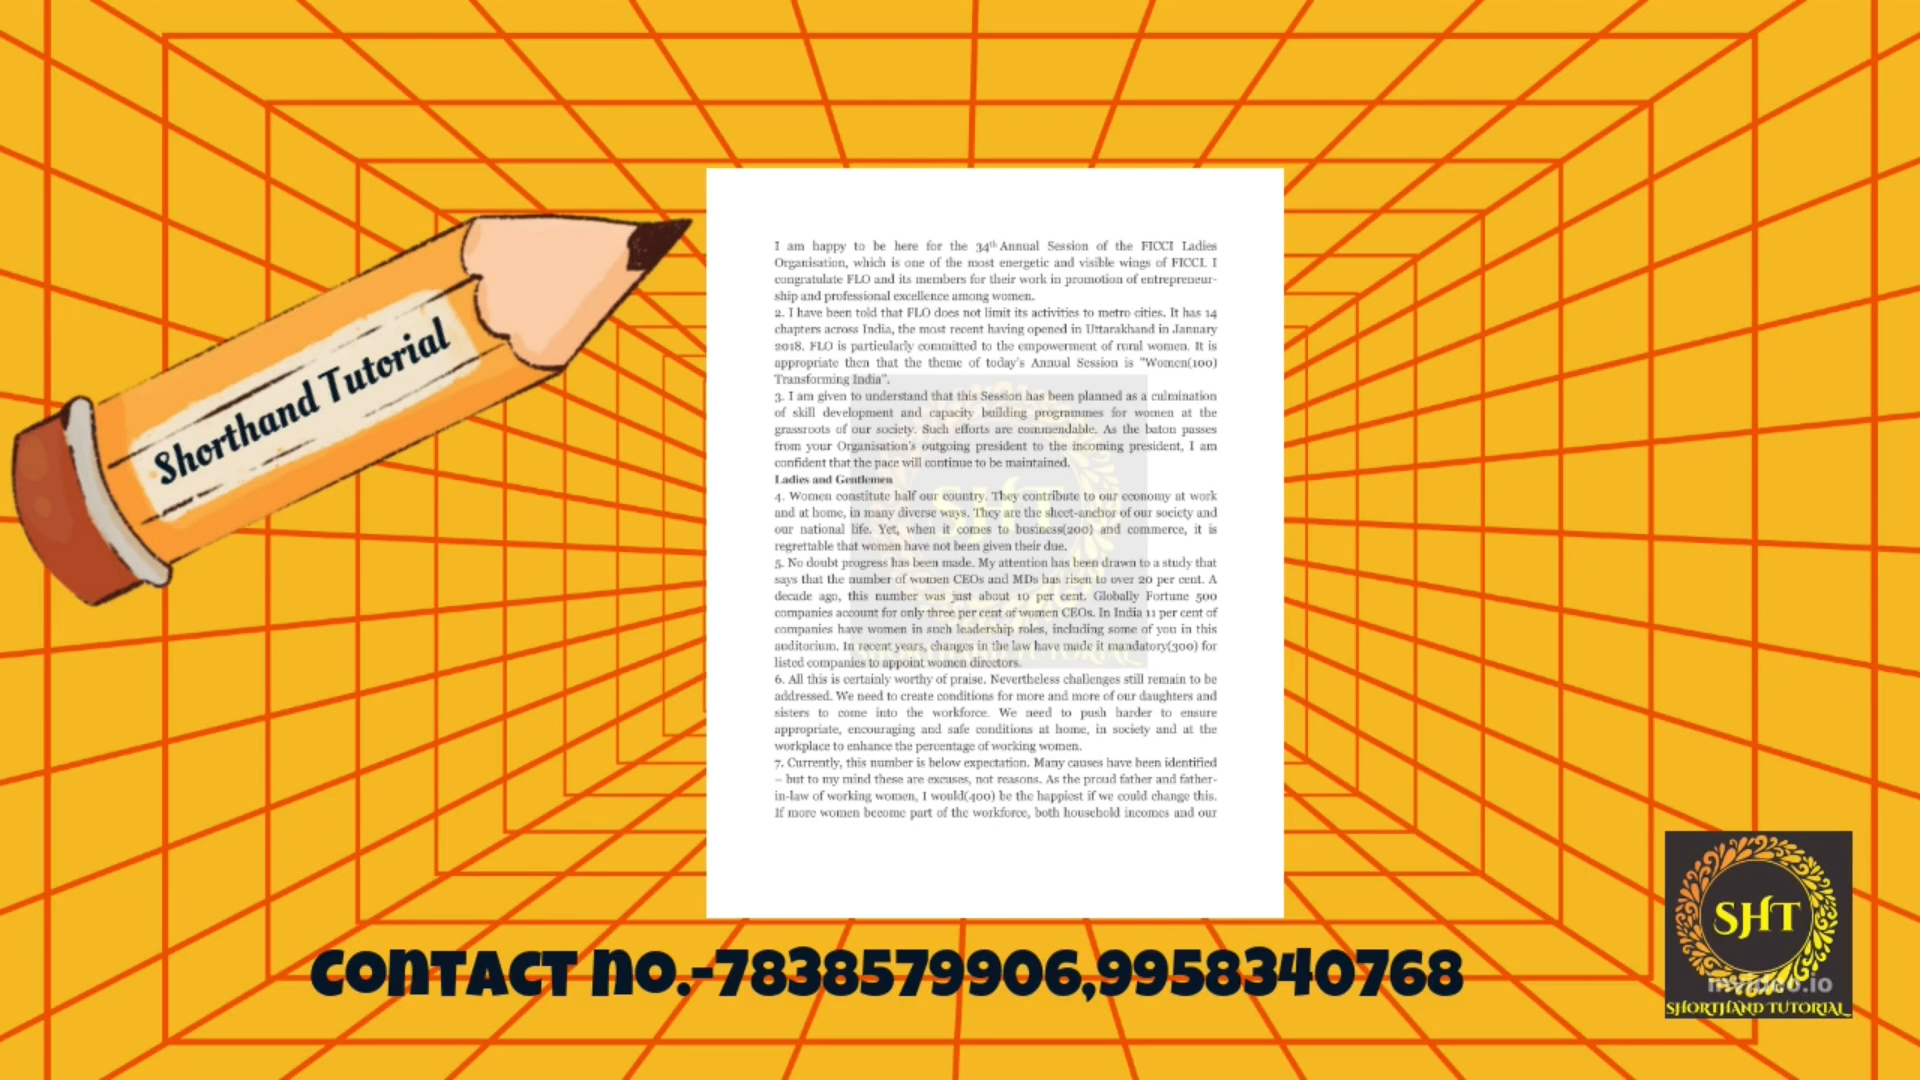 Shorthand Tutorial
I am happy to be here for the 34th Annual Session of the FICCI Ladies
Organisation, which is one of the most energetic and visible wings of FICCI. I
congratulate FLO and its members for their work in promotion of entrepreneur-
ship and professional excellence among women.
2. I have been told that FLO does not limit its activities to metro cities. It has 14
chapters across India, the most recent having opened in Uttarakhand in January
2018. FLO is particularly committed to the empowerment of rural women. It is
appropriate then that the theme of today's Annual Session is "Women(100)
Transforming India".
3. I am given to understand that this Session has been planned as a culmination
of skill development and capacity building programmes for women at the
grassroots of our society. Such efforts are commendable. As the baton passes
from your Organisation's outgoing president to the incoming president, I am
confident that the pace will continue to be maintained.
Ladies and Gentlemen
4. Women constitute half our country. They contribute to our economy at work
and at home, in many diverse ways. They are the sheet-anchor of our society and
our national life. Yet, when it comes to business(200) and commerce, it is
regrettable that women have not been given their due.
5. No doubt progress has been made. My attention has been drawn to a study that
says that the number of women CEOs and MDs has risen to over 20 per cent. A
decade ago, this number was just about 10 per cent. Globally Fortune 500
companies account for only three per cent of women CEOs. In India 11 per cent of
companies have women in such leadership roles, including some of you in this
auditorium. In recent years, changes in the law have made it mandatory(300) for
listed companies to appoint women directors.
6. All this is certainly worthy of praise. Nevertheless challenges still remain to be
addressed. We need to create conditions for more and more of our daughters and
sisters to come into the workforce. We need to push harder to ensure
appropriate, encouraging and safe conditions at home, in society and at the
workplace to enhance the percentage of working women.
7. Currently, this number is below expectation. Many causes have been identified
– but to my mind these are excuses, not reasons. As the proud father and father-
in-law of working women, I would(400) be the happiest if we could change this.
If more women become part of the workforce, both household incomes and our
Contact no.-7838579906,9958340768
SHT
SHORTHAND TUTORIAL